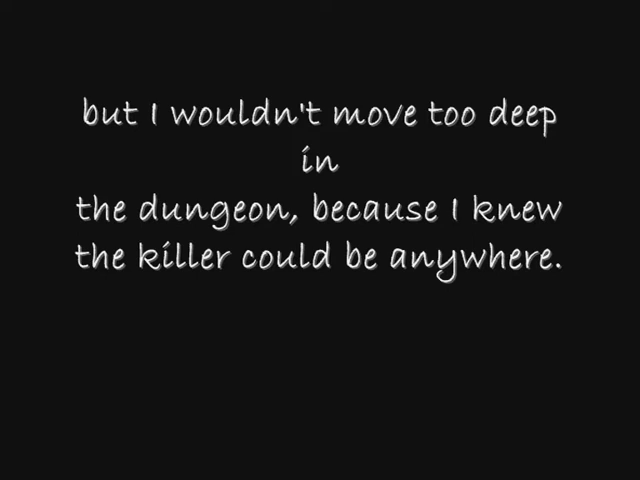 but I wouldn't move too deep
in
the dungeon, because I knew
the killer could be anywhere.